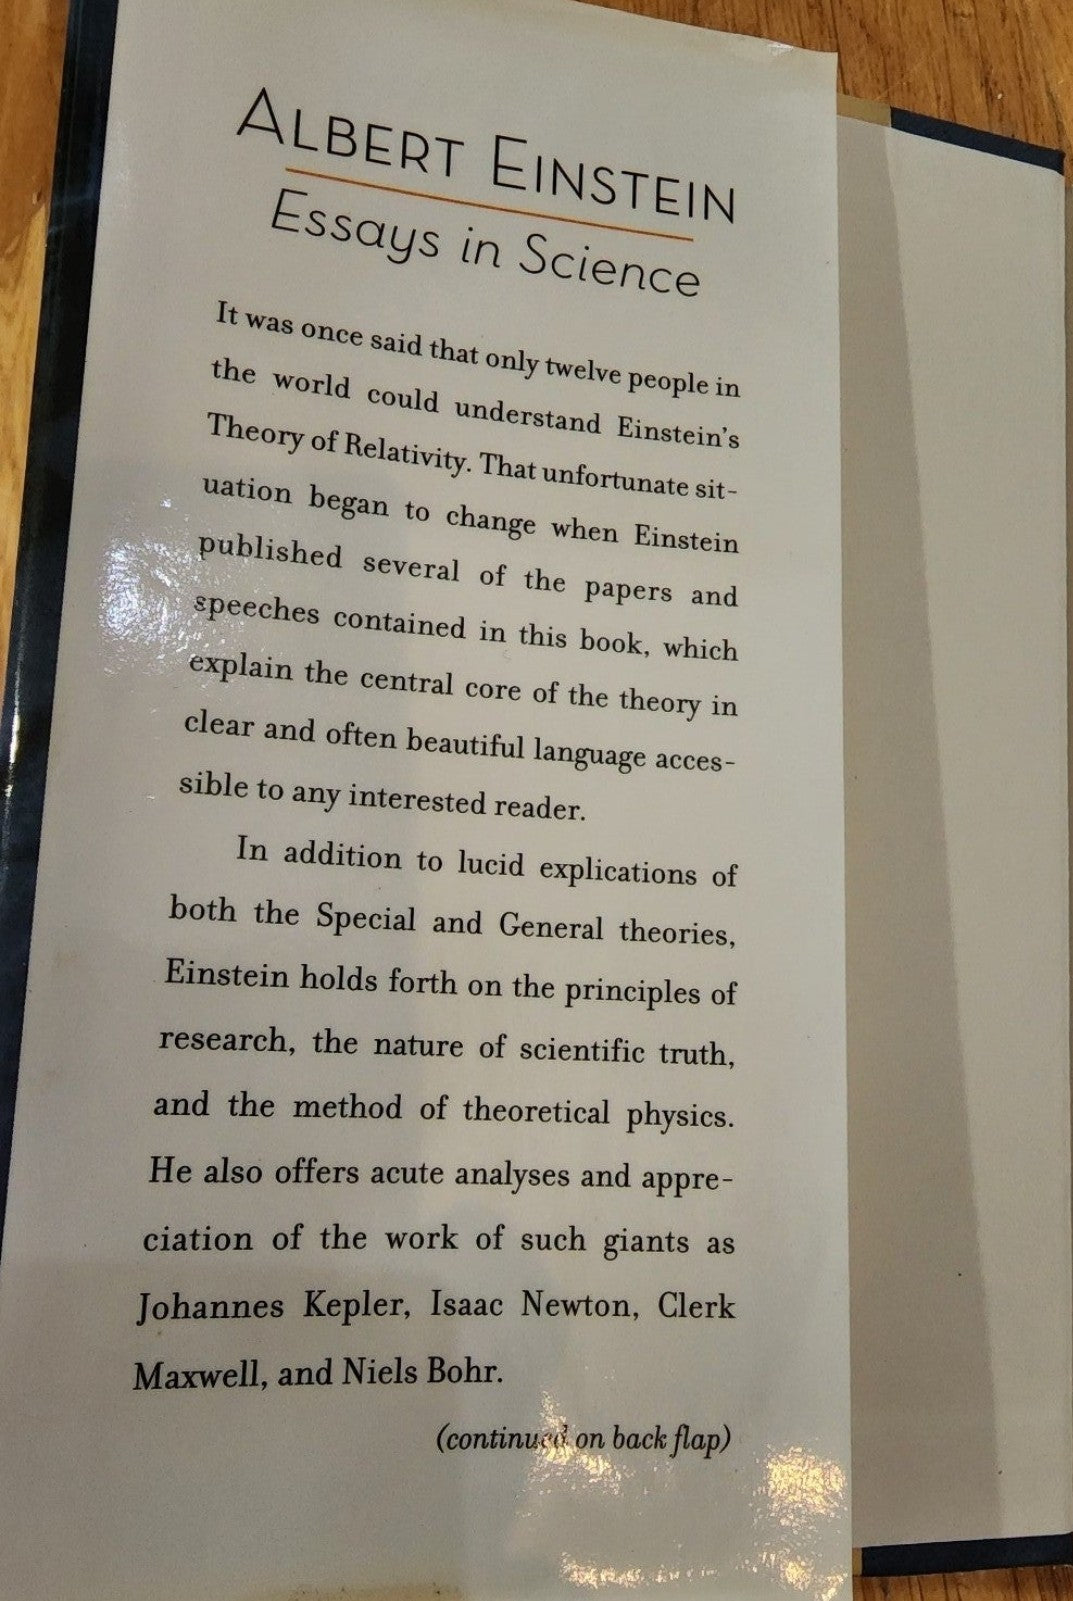 ALBERT EINSTEIN
Essays in Science
It was once said that only twelve people in
the world could understand Einstein's
Theory of Relativity. That unfortunate sit-
uation began to change when Einstein
published several of the papers and
speeches contained in this book, which
explain the central core of the theory in
clear and often beautiful language acces-
sible to any interested reader.
In addition to lucid explications of
both the Special and General theories,
Einstein holds forth on the principles of
research, the nature of scientific truth,
and the method of theoretical physics.
He also offers acute analyses and appre-
ciation of the work of such giants as
Johannes Kepler, Isaac Newton, Clerk
Maxwell, and Niels Bohr.
(continued on back flap)